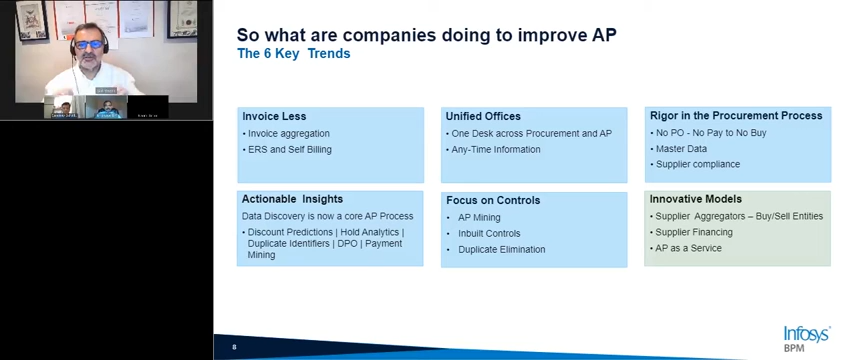 So what are companies doing to improve AP
The 6 Key Trends
Invoice Less
• Invoice aggregation
• ERS and Self Billing
Unified Offices
• One Desk across Procurement and AP
• Any-Time Information
Rigor in the Procurement Process
• No PO - No Pay to No Buy
• Master Data
• Supplier compliance
Actionable Insights
Data Discovery is now a core AP Process
• Discount Predictions | Hold Analytics |
Duplicate Identifiers | DPO | Payment
Mining
Focus on Controls
• AP Mining
• Inbuilt Controls
• Duplicate Elimination
Innovative Models
• Supplier Aggregators – Buy/Sell Entities
• Supplier Financing
• AP as a Service
8
Infosys
BPM